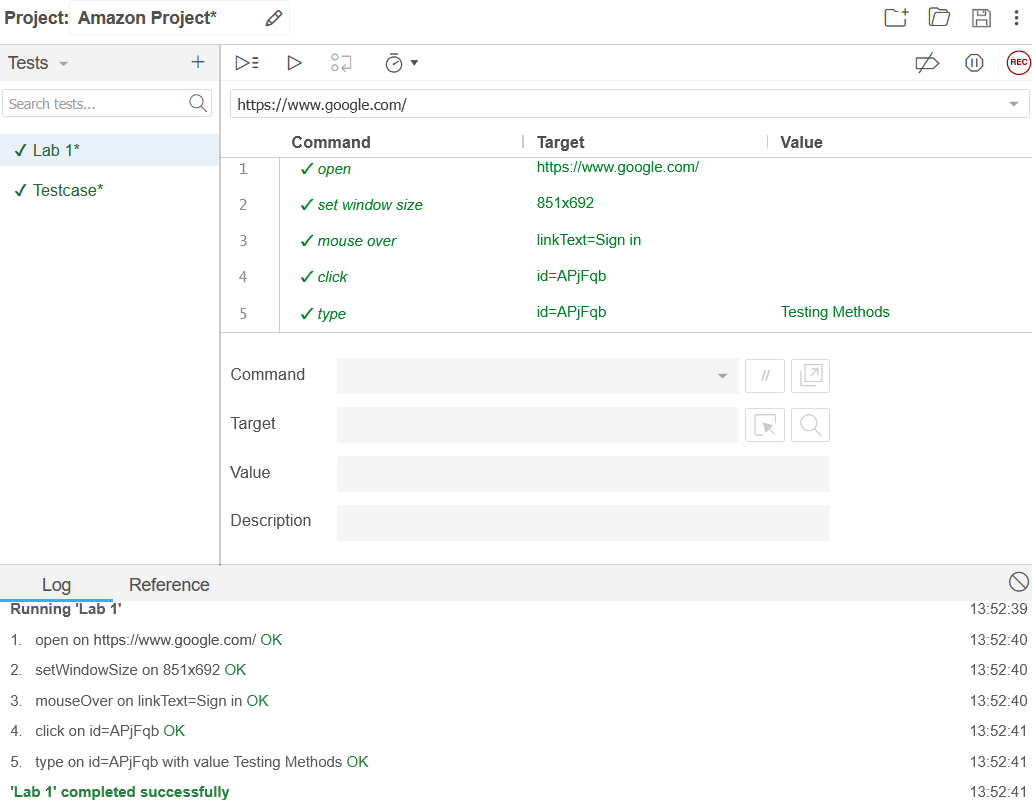 Project: Amazon Project*
Tests
REC
Search tests...
https://www.google.com/
Command Target Value
✓ Lab 1*
✓ Testcase*
1 ✓ open https://www.google.com/
2 ✓ set window size 851x692
3 ✓ mouse over linkText=Sign in
4 ✓ click id=APjFqb
5 ✓ type id=APjFqb Testing Methods
Command //
Target
Value
Description
Log Reference
Running 'Lab 1' 13:52:39
1. open on https://www.google.com/ OK 13:52:40
2. setWindowSize on 851x692 OK 13:52:40
3. mouseOver on linkText=Sign in OK 13:52:40
4. click on id=APjFqb OK 13:52:41
5. type on id=APjFqb with value Testing Methods OK 13:52:41
'Lab 1' completed successfully 13:52:41